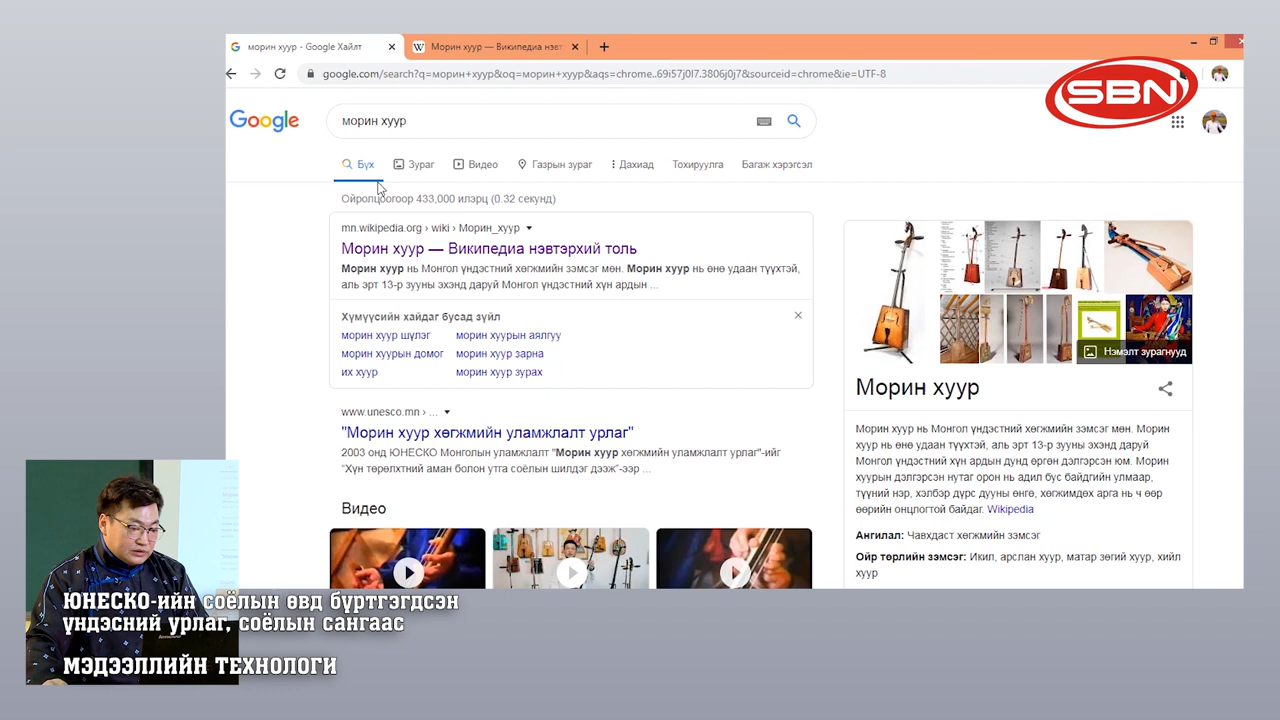 морин хуур - Google Хайлт
Морин хуур — Википедиа нэвт
google.com/search?q=морин+хуур&oq=морин+хуур&aqs=chrome..69i57j0l7.3806j0j7&sourceid=chrome&ie=UTF-8
SBN
Google
морин хуур
Бүх
Зураг
Видео
Газрын зураг
Дахиад
Тохируулга
Багаж хэрэгсэл
Ойролцоогоор 433,000 илэрц (0.32 секунд)
mn.wikipedia.org › wiki › Морин_хуур
Морин хуур — Википедиа нэвтэрхий толь
Морин хуур нь Монгол үндэстний хөгжмийн зэмсэг мөн. Морин хуур нь өнө удаан түүхтэй,
аль эрт 13-р зууны эхэнд даруй Монгол үндэстний хүн ардын ...
Хүмүүсийн хайдаг бусад зүйл
морин хуур шүлэг
морин хуурын аялгуу
морин хуурын домог
морин хуур зарна
их хуур
морин хуур зурах
www.unesco.mn › ...
"Морин хуур хөгжмийн уламжлалт урлаг"
2003 онд ЮНЕСКО Монголын уламжлалт "Морин хуур хөгжмийн уламжлалт урлаг"-ийг
“Хүн төрөлхтний аман болон утга соёлын шилдэг дээж”-ээр ...
Видео
Нэмэлт зурагнууд
Морин хуур
Морин хуур нь Монгол үндэстний хөгжмийн зэмсэг мөн. Морин
хуур нь өнө удаан түүхтэй, аль эрт 13-р зууны эхэнд даруй
Монгол үндэстний хүн ардын дунд өргөн дэлгэрсэн юм. Морин
хуурын дэлгэрсэн нутаг орон нь адил бус байдгийн улмаар,
түүний нэр, хэлбэр дүрс дууны өнгө, хөгжимдөх арга нь ч өөр
өөрийн онцлогтой байдаг. Wikipedia
Ангилал: Чавхдаст хөгжмийн зэмсэг
Ойр төрлийн зэмсэг: Икил, арслан хуур, матар зөгий хуур, хийл
хуур
ЮНЕСКО-ийн соёлын өвд бүртгэгдсэн
үндэсний урлаг, соёлын сангаас
МЭДЭЭЛЛИЙН ТЕХНОЛОГИ